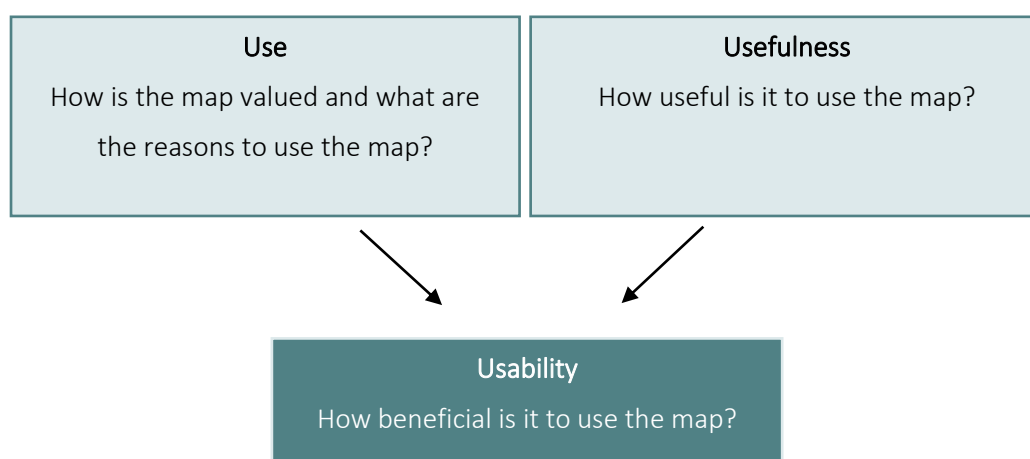 Use
How is the map valued and what are
the reasons to use the map?
Usefulness
How useful is it to use the map?
Usability
How beneficial is it to use the map?